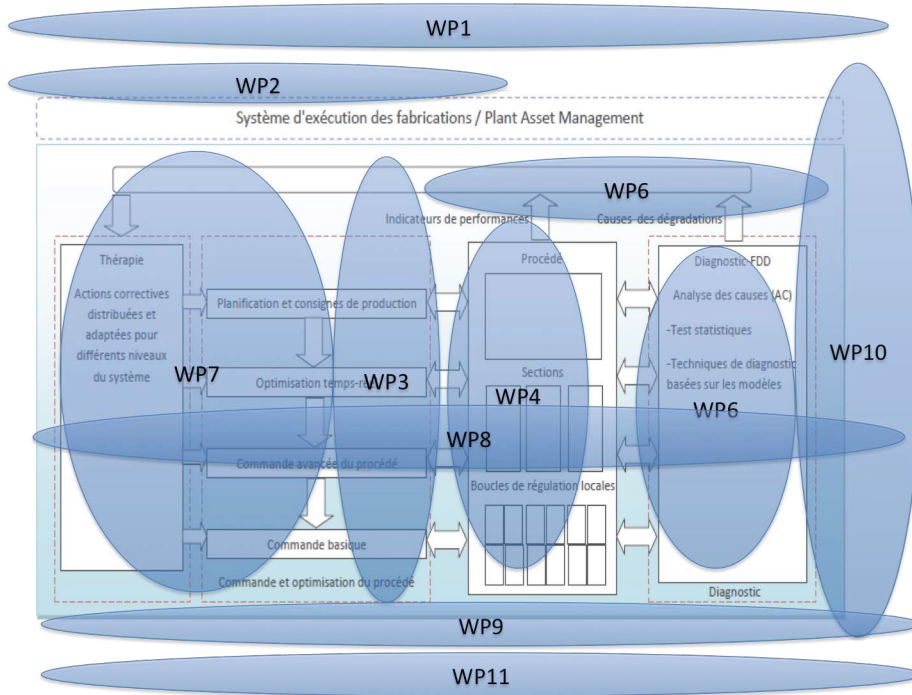 WP1
WP2
Système d'exécution des fabrications / Plant Asset Management
WP6
Indicateurs de performances
Causes des dégradations
Thérapie
Actions correctives
distribuées et
adaptées pour
différents niveaux
du système
Planification et consignes de production
Optimisation temps-réel
Commande avancée du procédé
Commande basique
Commande et optimisation du procédé
Procédé
Sections
Boucles de régulation locales
Diagnostic-FDD
Analyse des causes (AC)
-Test statistiques
-Techniques de diagnostic
basées sur les modèles
Diagnostic
WP7
WP3
WP4
WP6
WP10
WP8
WP9
WP11